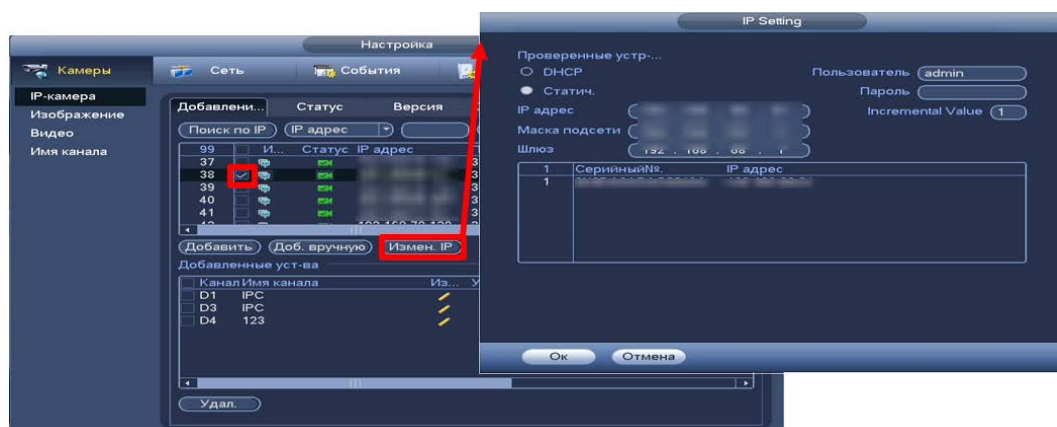 Настройка
Камеры
Сеть
События
IP-камера
Изображение
Видео
Имя канала
Добавлени...
Статус
Версия
Поиск по IP
IP адрес
99 И... Статус IP адрес
37
38
39
40
41
Добавить
Доб. вручную
Измен. IP
Добавленные уст-ва
Канал Имя канала Из...
D1 IPC
D3 IPC
D4 123
Удал.
IP Setting
Проверенные устр-...
DHCP
Пользователь admin
Статич.
Пароль
IP адрес
Incremental Value 1
Маска подсети
Шлюз
1 Серийный№. IP адрес
1
Ок
Отмена